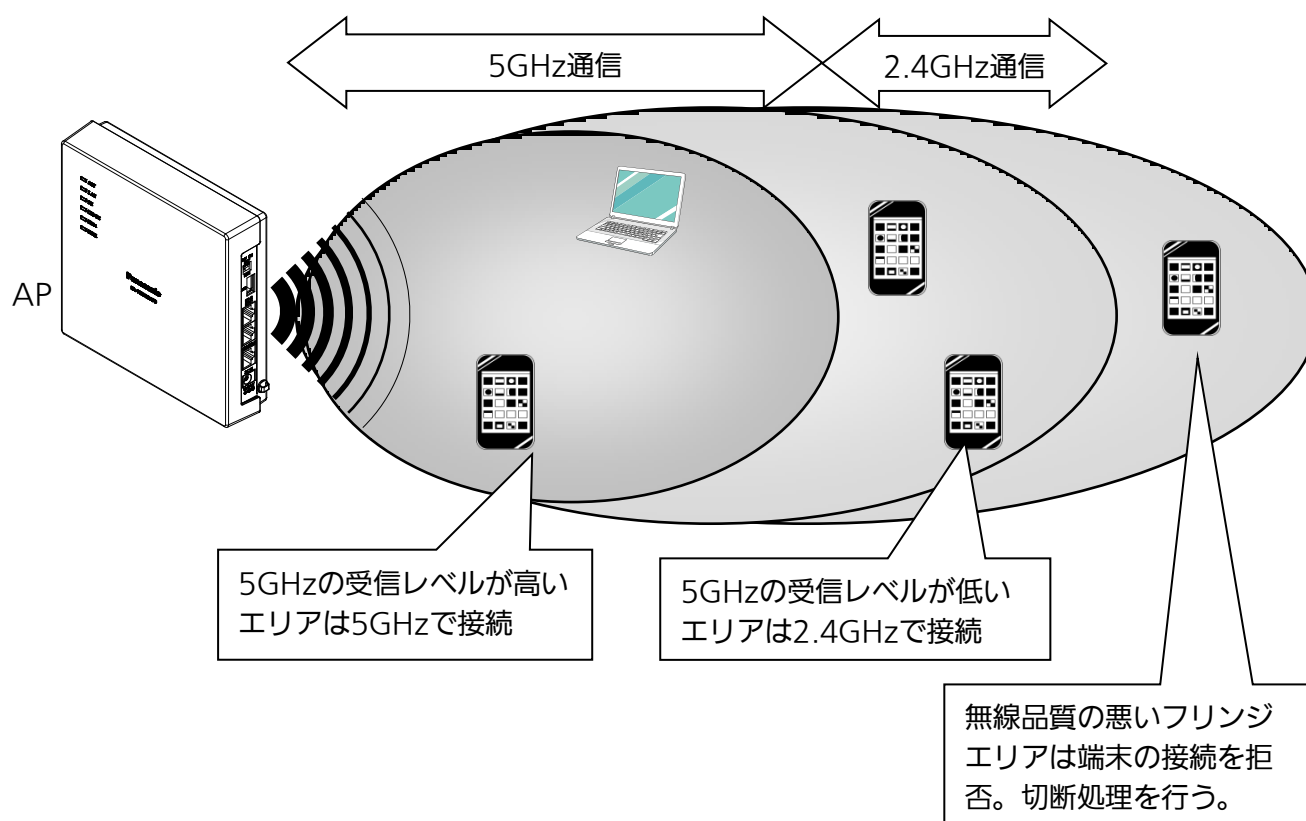 5GHz通信
2.4GHz通信
AP
Panasonic
5GHzの受信レベルが高い
エリアは5GHzで接続
5GHzの受信レベルが低い
エリアは2.4GHzで接続
無線品質の悪いフリンジ
エリアは端末の接続を拒
否。切断処理を行う。